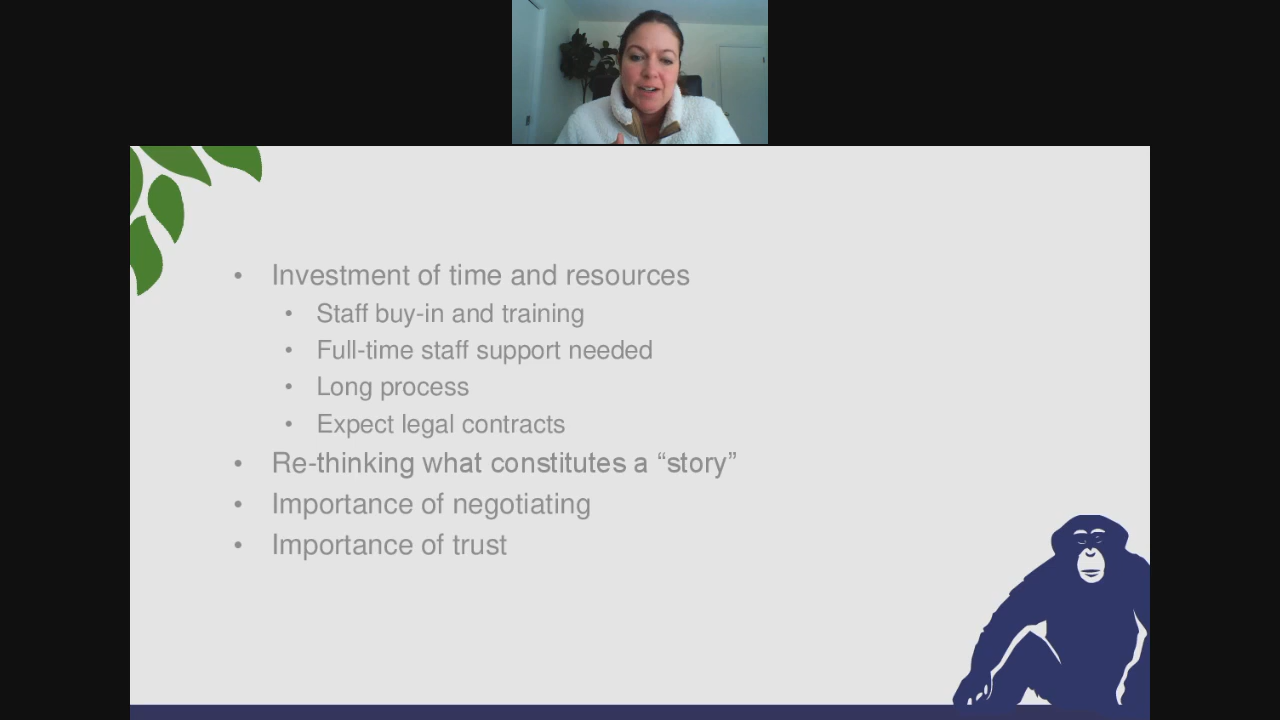 • Investment of time and resources
• Staff buy-in and training
• Full-time staff support needed
• Long process
• Expect legal contracts
• Re-thinking what constitutes a “story”
• Importance of negotiating
• Importance of trust